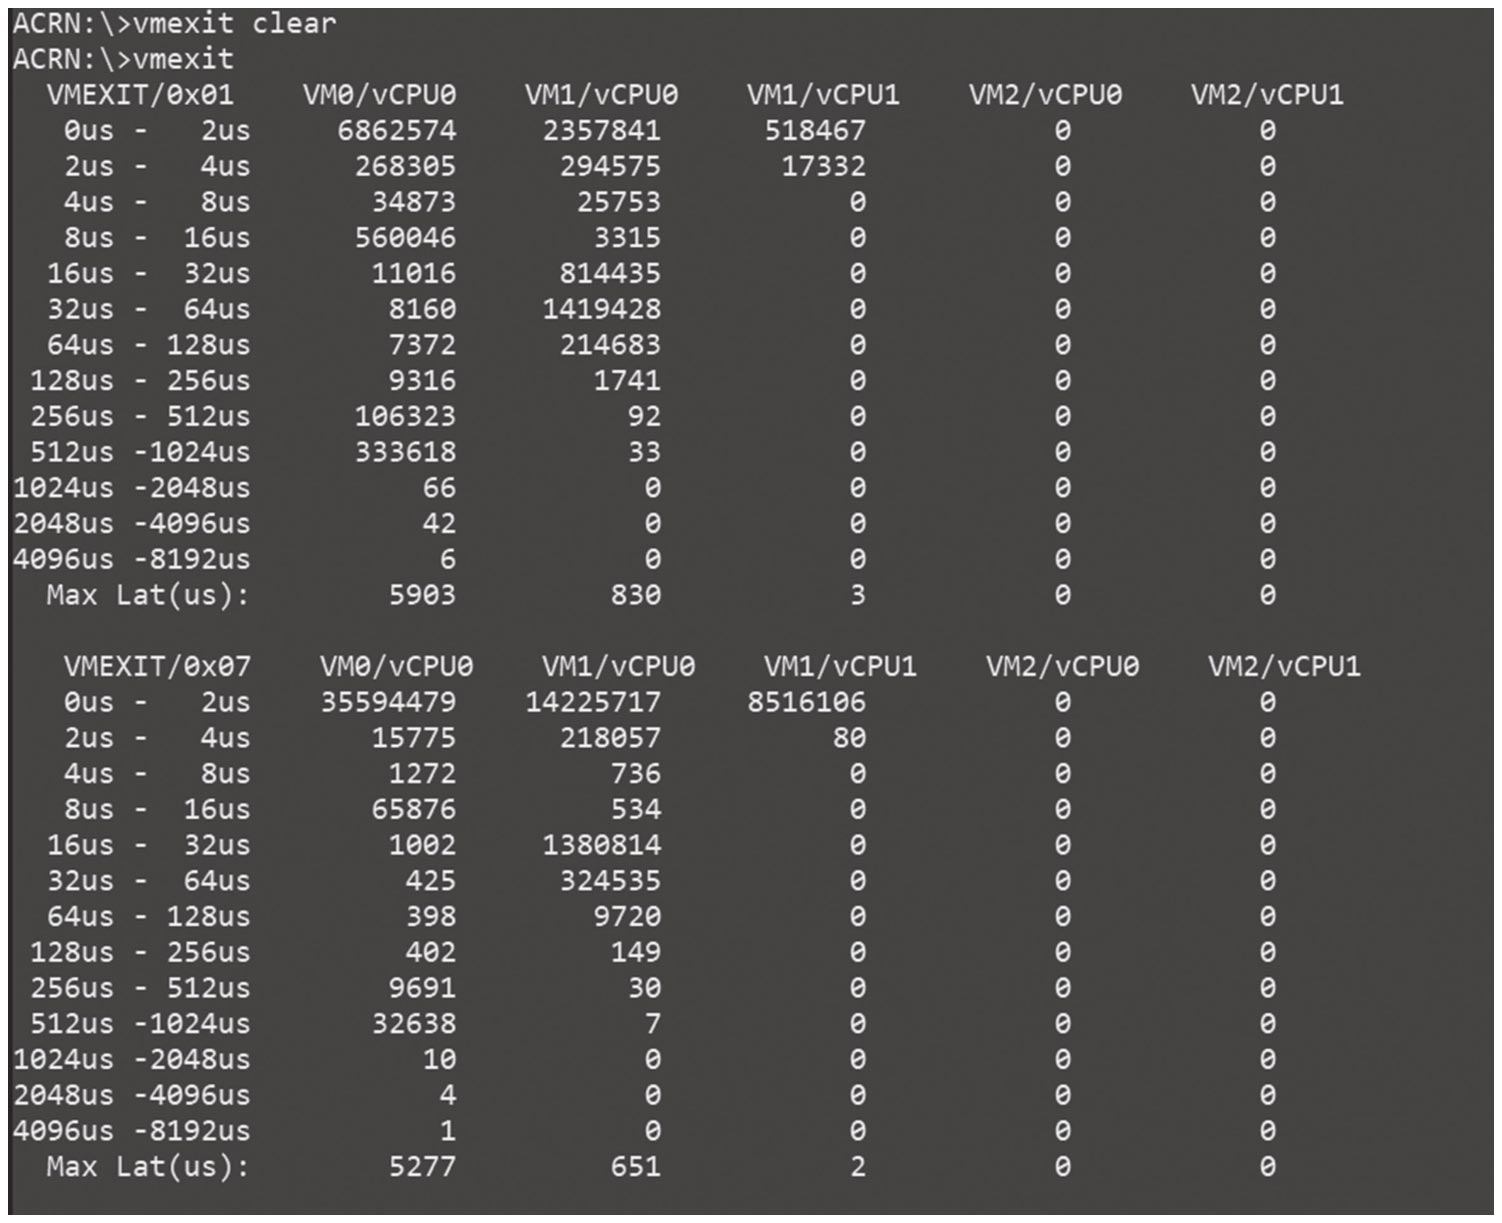 ACRN:\>vmexit clear
ACRN:\>vmexit
  VMEXIT/0x01    VM0/vCPU0    VM1/vCPU0    VM1/vCPU1    VM2/vCPU0    VM2/vCPU1
   0us -   2us     6862574     2357841      518467           0           0
   2us -   4us      268305      294575       17332           0           0
   4us -   8us       34873       25753           0           0           0
   8us -  16us      560046        3315           0           0           0
  16us -  32us       11016      814435           0           0           0
  32us -  64us        8160     1419428           0           0           0
  64us - 128us        7372      214683           0           0           0
 128us - 256us        9316        1741           0           0           0
 256us - 512us      106323          92           0           0           0
 512us -1024us      333618          33           0           0           0
1024us -2048us          66           0           0           0           0
2048us -4096us          42           0           0           0           0
4096us -8192us           6           0           0           0           0
  Max Lat(us):        5903         830           3           0           0
   VMEXIT/0x07    VM0/vCPU0    VM1/vCPU0    VM1/vCPU1    VM2/vCPU0    VM2/vCPU1
   0us -   2us    35594479    14225717     8516106           0           0
   2us -   4us       15775      218057          80           0           0
   4us -   8us        1272         736           0           0           0
   8us -  16us       65876         534           0           0           0
  16us -  32us        1002     1380814           0           0           0
  32us -  64us         425      324535           0           0           0
  64us - 128us         398        9720           0           0           0
 128us - 256us         402         149           0           0           0
 256us - 512us        9691          30           0           0           0
 512us -1024us       32638           7           0           0           0
1024us -2048us          10           0           0           0           0
2048us -4096us           4           0           0           0           0
4096us -8192us           1           0           0           0           0
  Max Lat(us):        5277         651           2           0           0